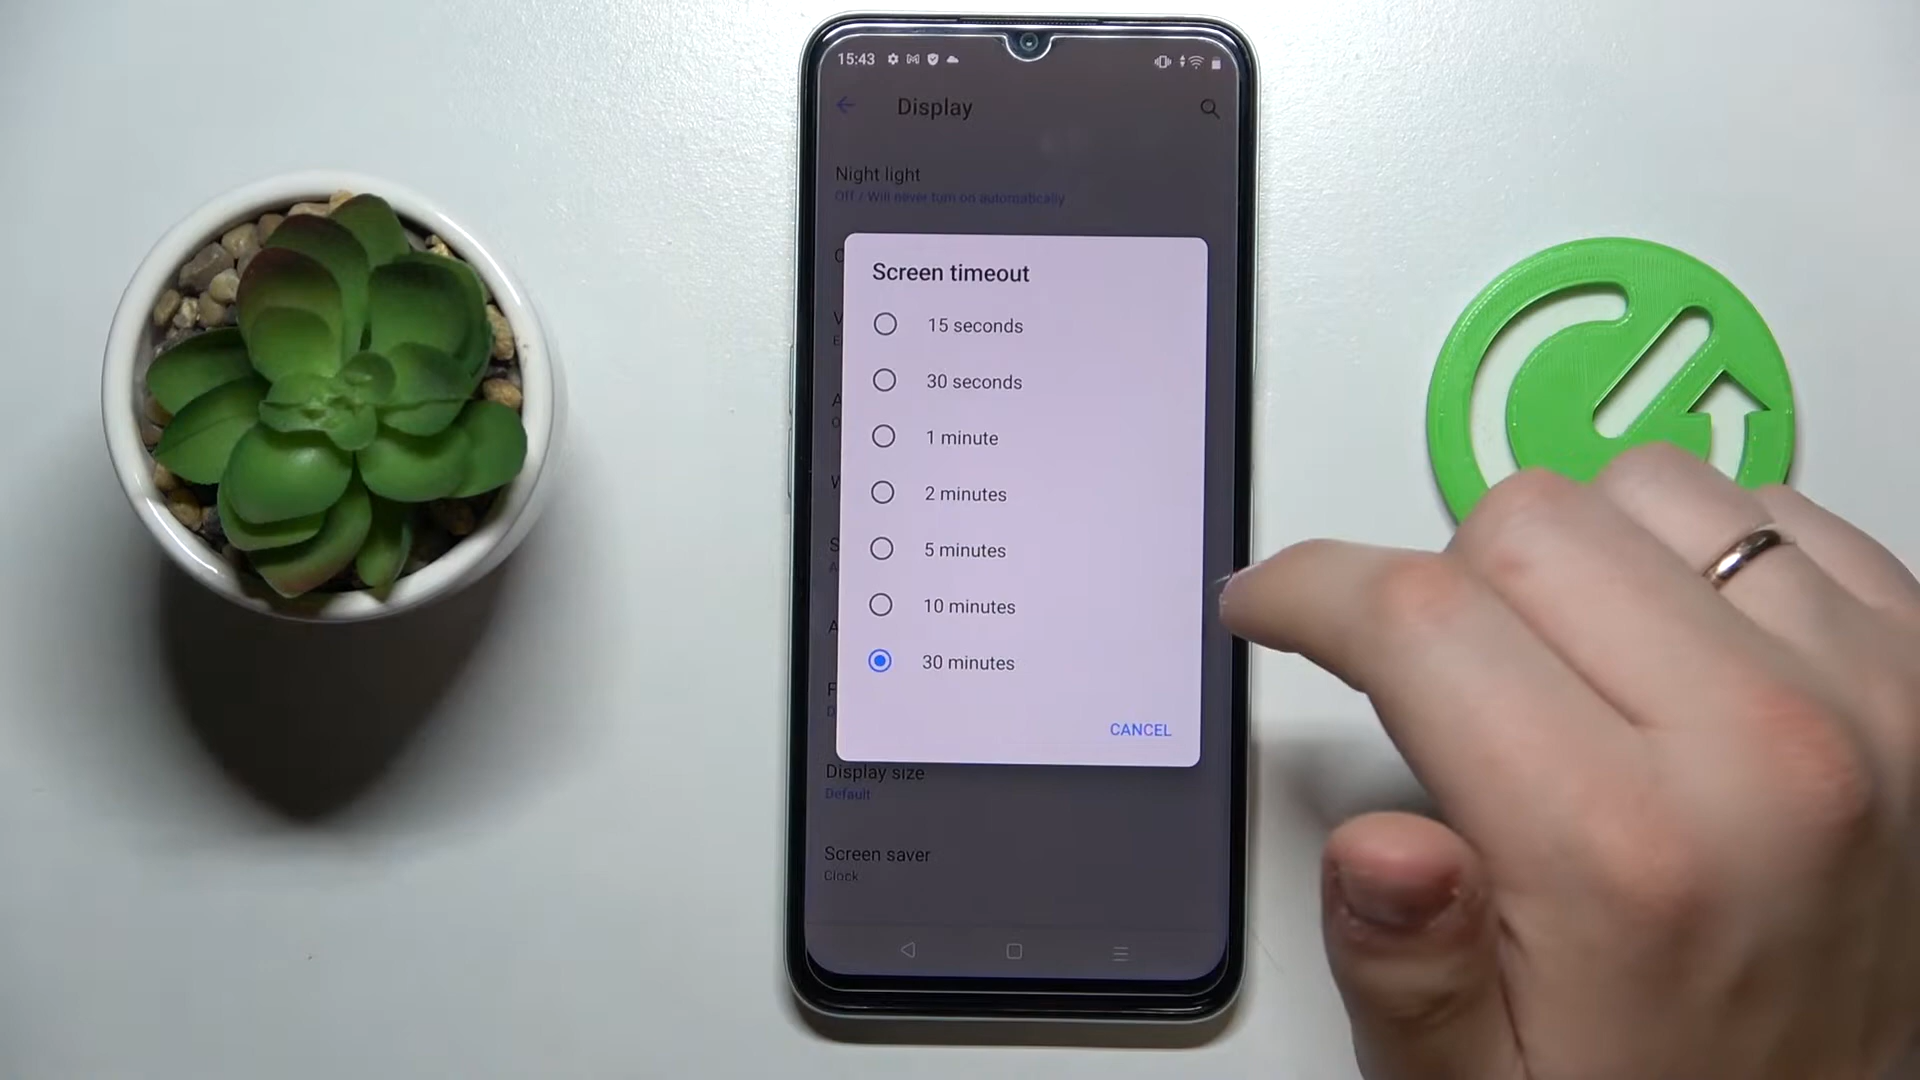 15:43
Display
Night light
Off / Will never turn on automatically
Screen timeout
15 seconds
30 seconds
1 minute
2 minutes
5 minutes
10 minutes
30 minutes
CANCEL
Display size
Default
Screen saver
Clock